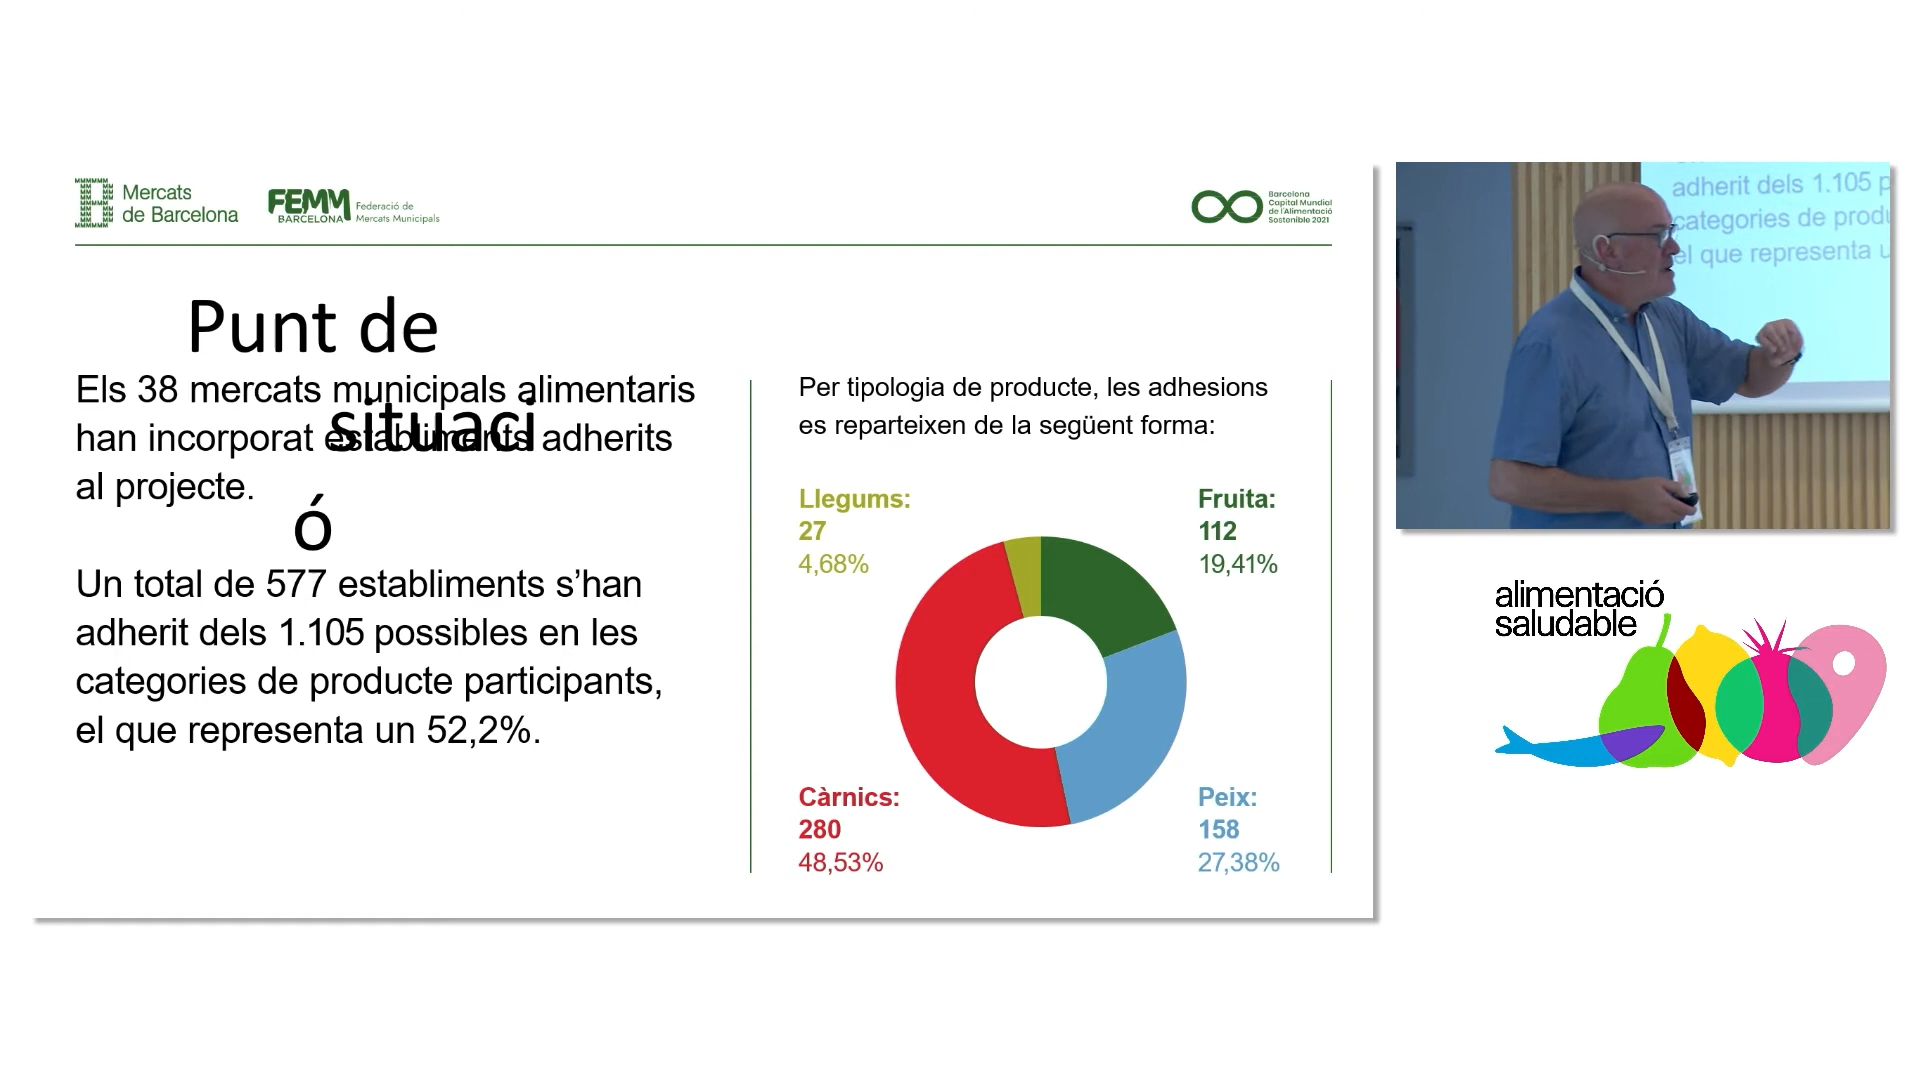 Mercats
de Barcelona
FEMM
BARCELONA
Federació de
Mercats Municipals
Barcelona
Capital Mundial
de l'Alimentació
Sostenible 2021
Punt de
situaci
ó
Els 38 mercats municipals alimentaris
han incorporat establiments adherits
al projecte.
Un total de 577 establiments s’han
adherit dels 1.105 possibles en les
categories de producte participants,
el que representa un 52,2%.
Per tipologia de producte, les adhesions
es reparteixen de la següent forma:
Llegums:
27
4,68%
Fruita:
112
19,41%
Càrnics:
280
48,53%
Peix:
158
27,38%
adherit dels 1.105 p
categories de produ
el que representa u
alimentació
saludable